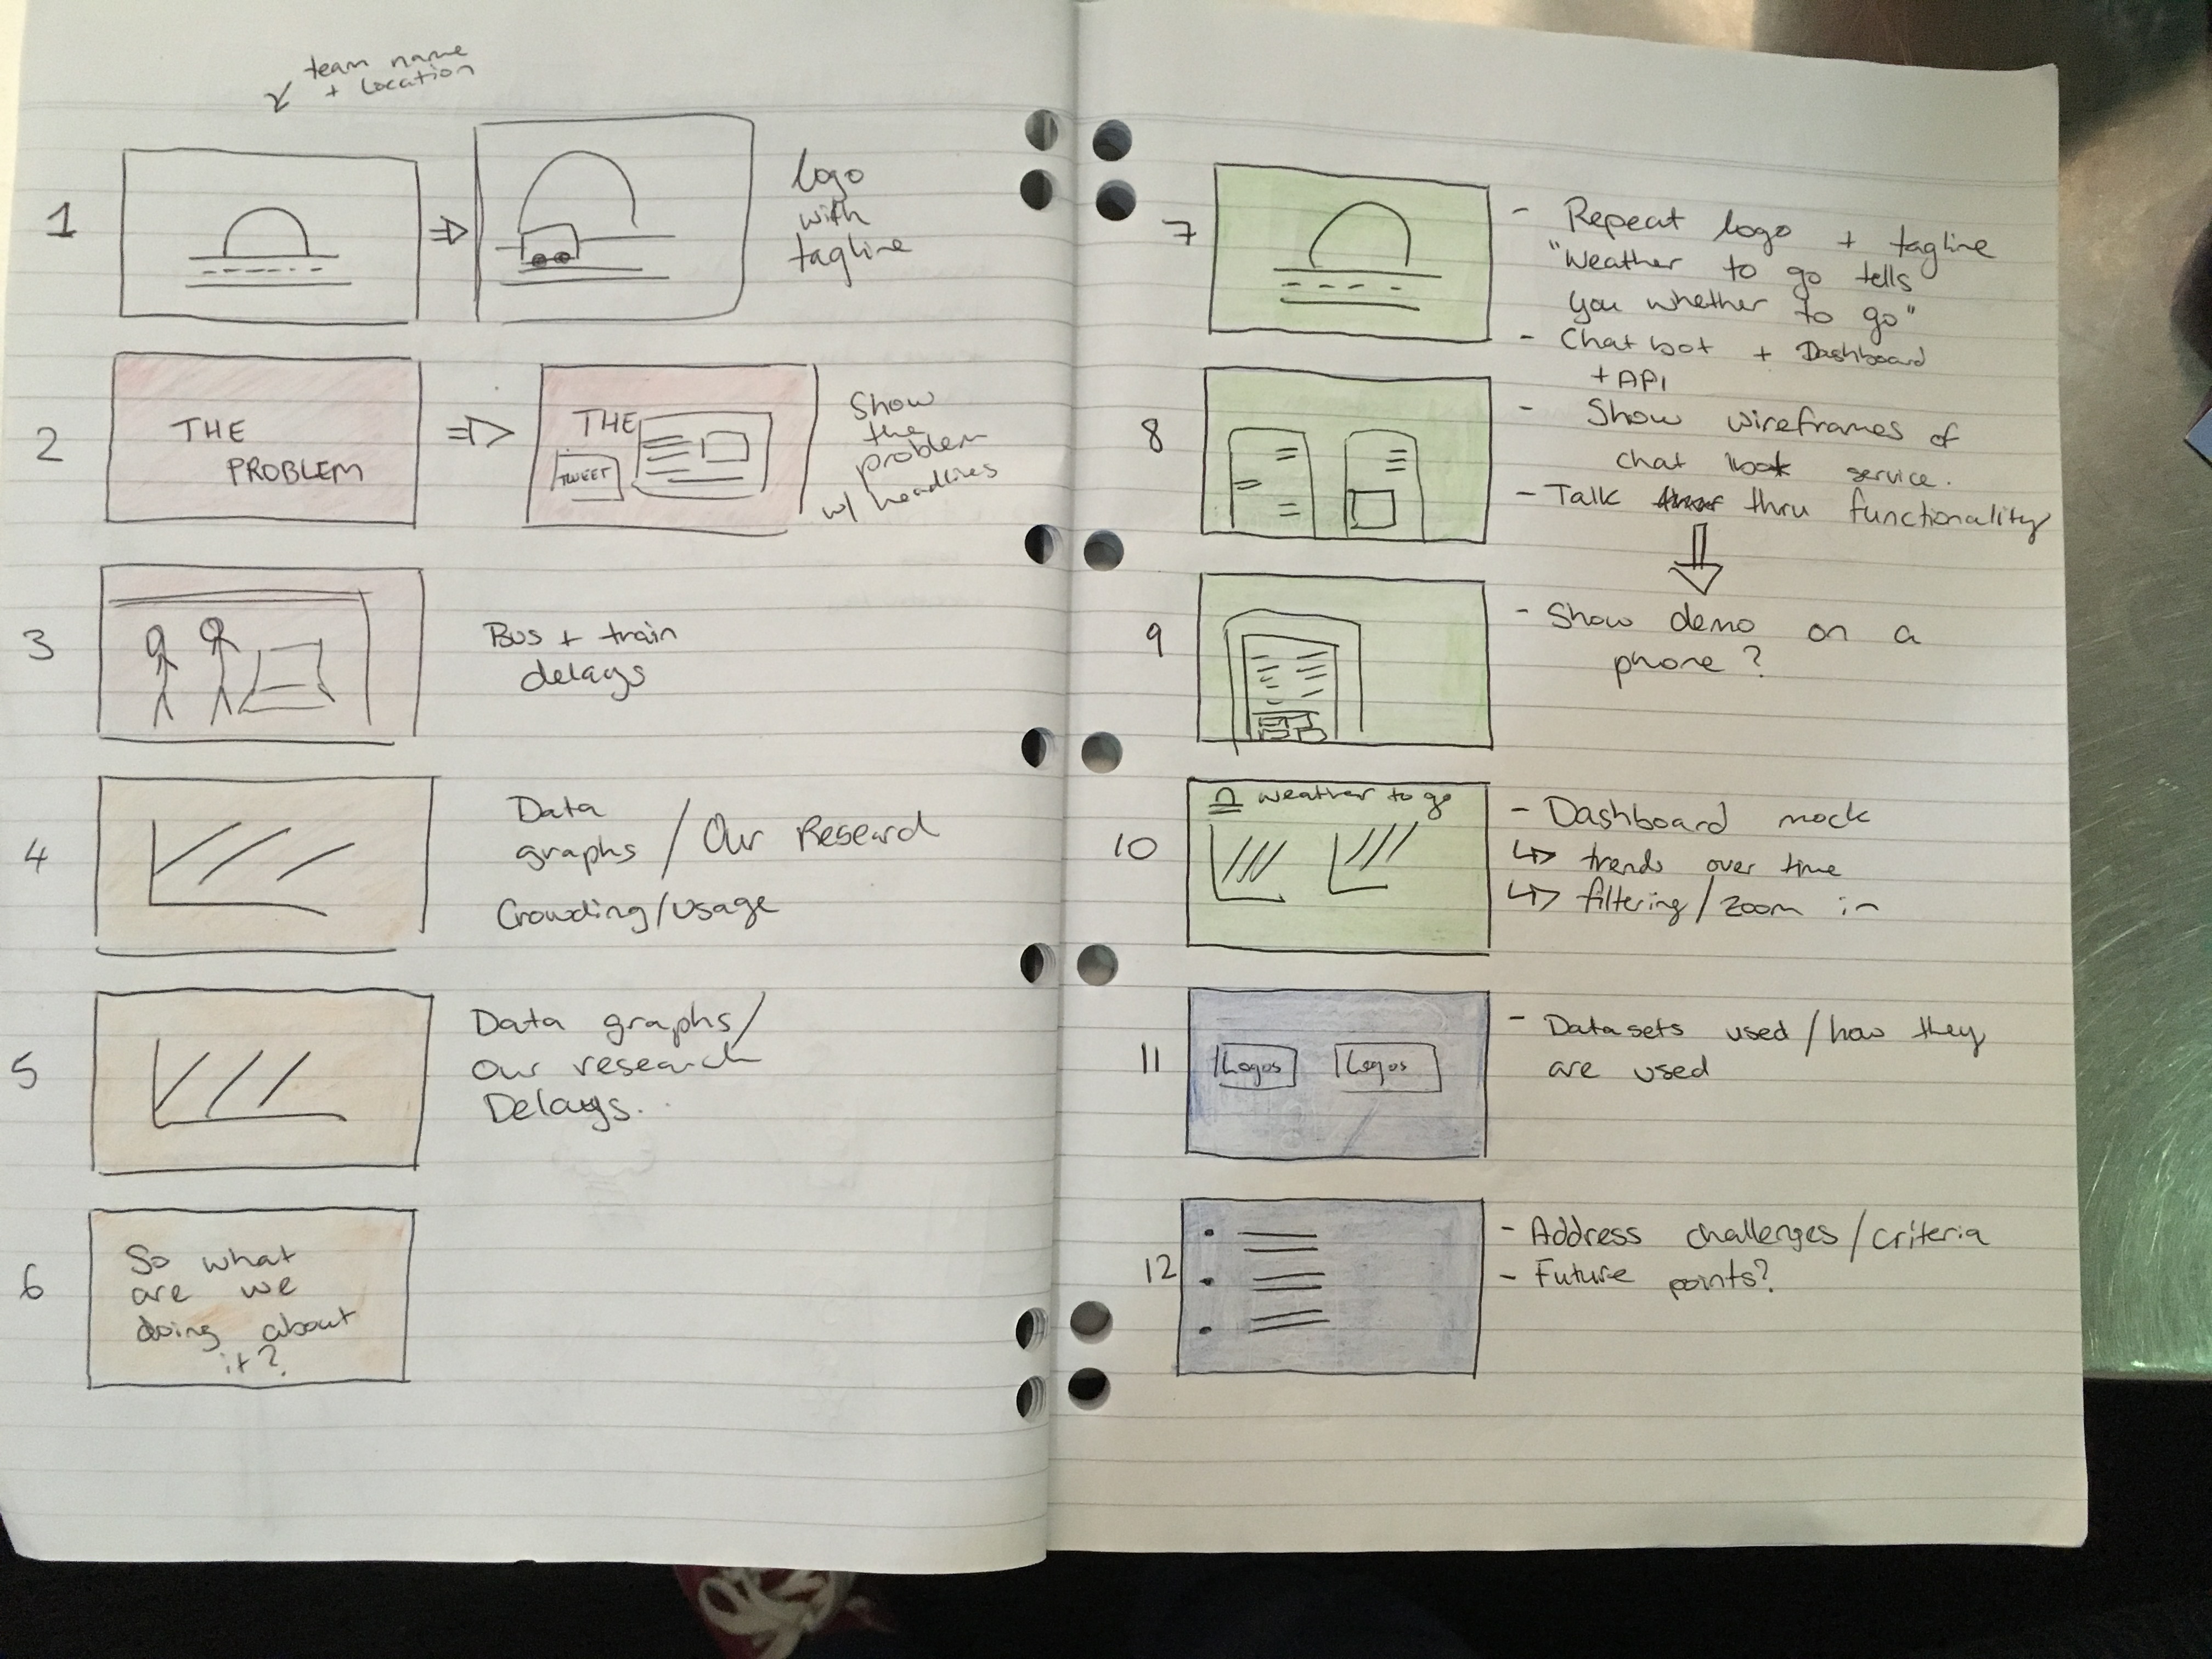 team name
+ location
1
logo
with
tagline
2
THE
PROBLEM
THE
TWEET
Show
the
problem
w/ headlines
3
Bus + train
delays
4
Data
graphs / Our Research
Crowding/usage
5
Data graphs/
our research
Delays.
6
So what
are we
doing about
it?
7
- Repeat logo + tagline
"Weather to go tells
you whether to go"
- Chat bot + Dashboard
+ API
8
- Show wireframes of
chat bot service.
- Talk thru functionality
9
- Show demo on a
phone?
10
weather to go
- Dashboard mock
↳ trends over time
↳ filtering/zoom in
11
Logos
Logos
- Datasets used/how they
are used
12
- Address challenges/criteria
- Future points?